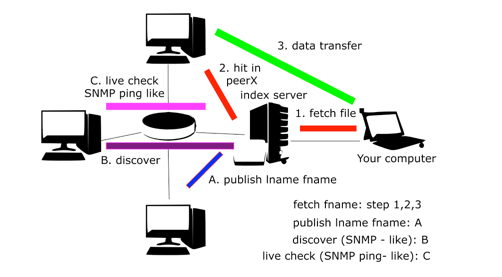 3. data transfer
2. hit in
peerX
C. live check
SNMP ping like
index server
1. fetch file
B. discover
Your computer
A. publish lname fname
fetch fname: step 1,2,3
publish lname fname: A
discover (SNMP - like): B
live check (SNMP ping- like): C